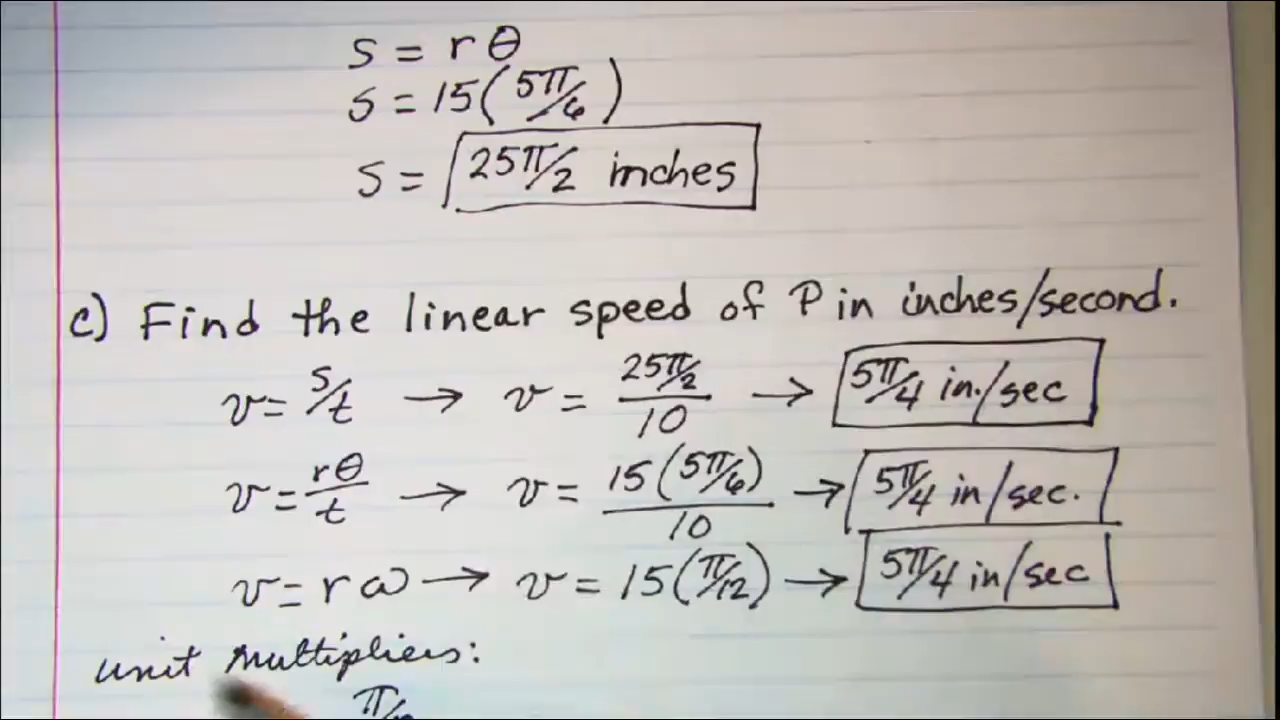 s = rθ
s = 15(5π/6)
s = 25π/2 inches
c) Find the linear speed of P in inches/second.
v = s/t → v = 25π/2 / 10 → 5π/4 in./sec
v = rθ/t → v = 15(5π/6) / 10 → 5π/4 in/sec.
v = rω → v = 15(π/12) → 5π/4 in/sec
unit multipliers:
π/12